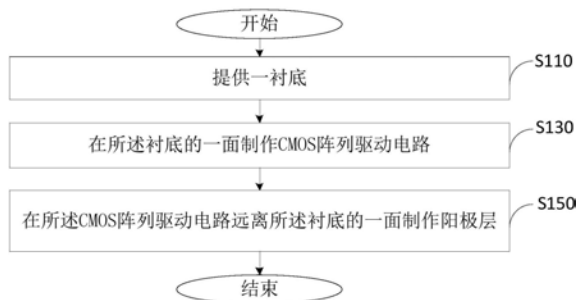 开始
提供一衬底
S110
在所述衬底的一面制作CMOS阵列驱动电路
S130
在所述CMOS阵列驱动电路远离所述衬底的一面制作阳极层
S150
结束